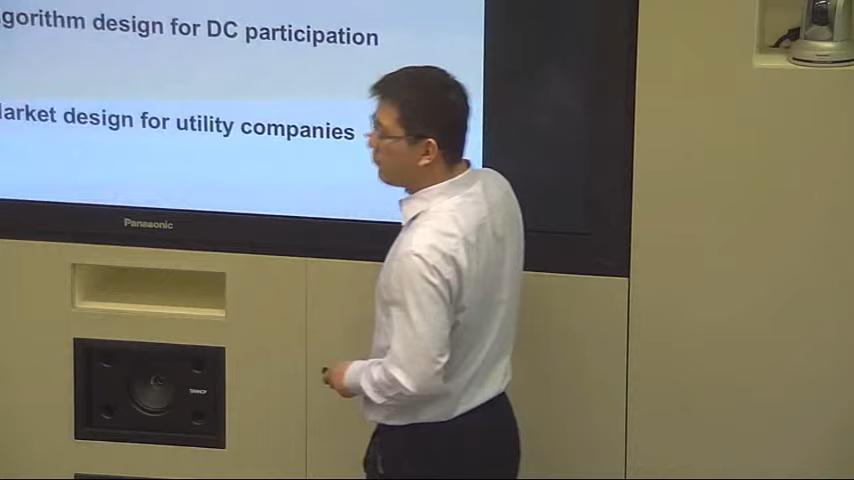 gorithm design for DC participation
arket design for utility companies
Panasonic